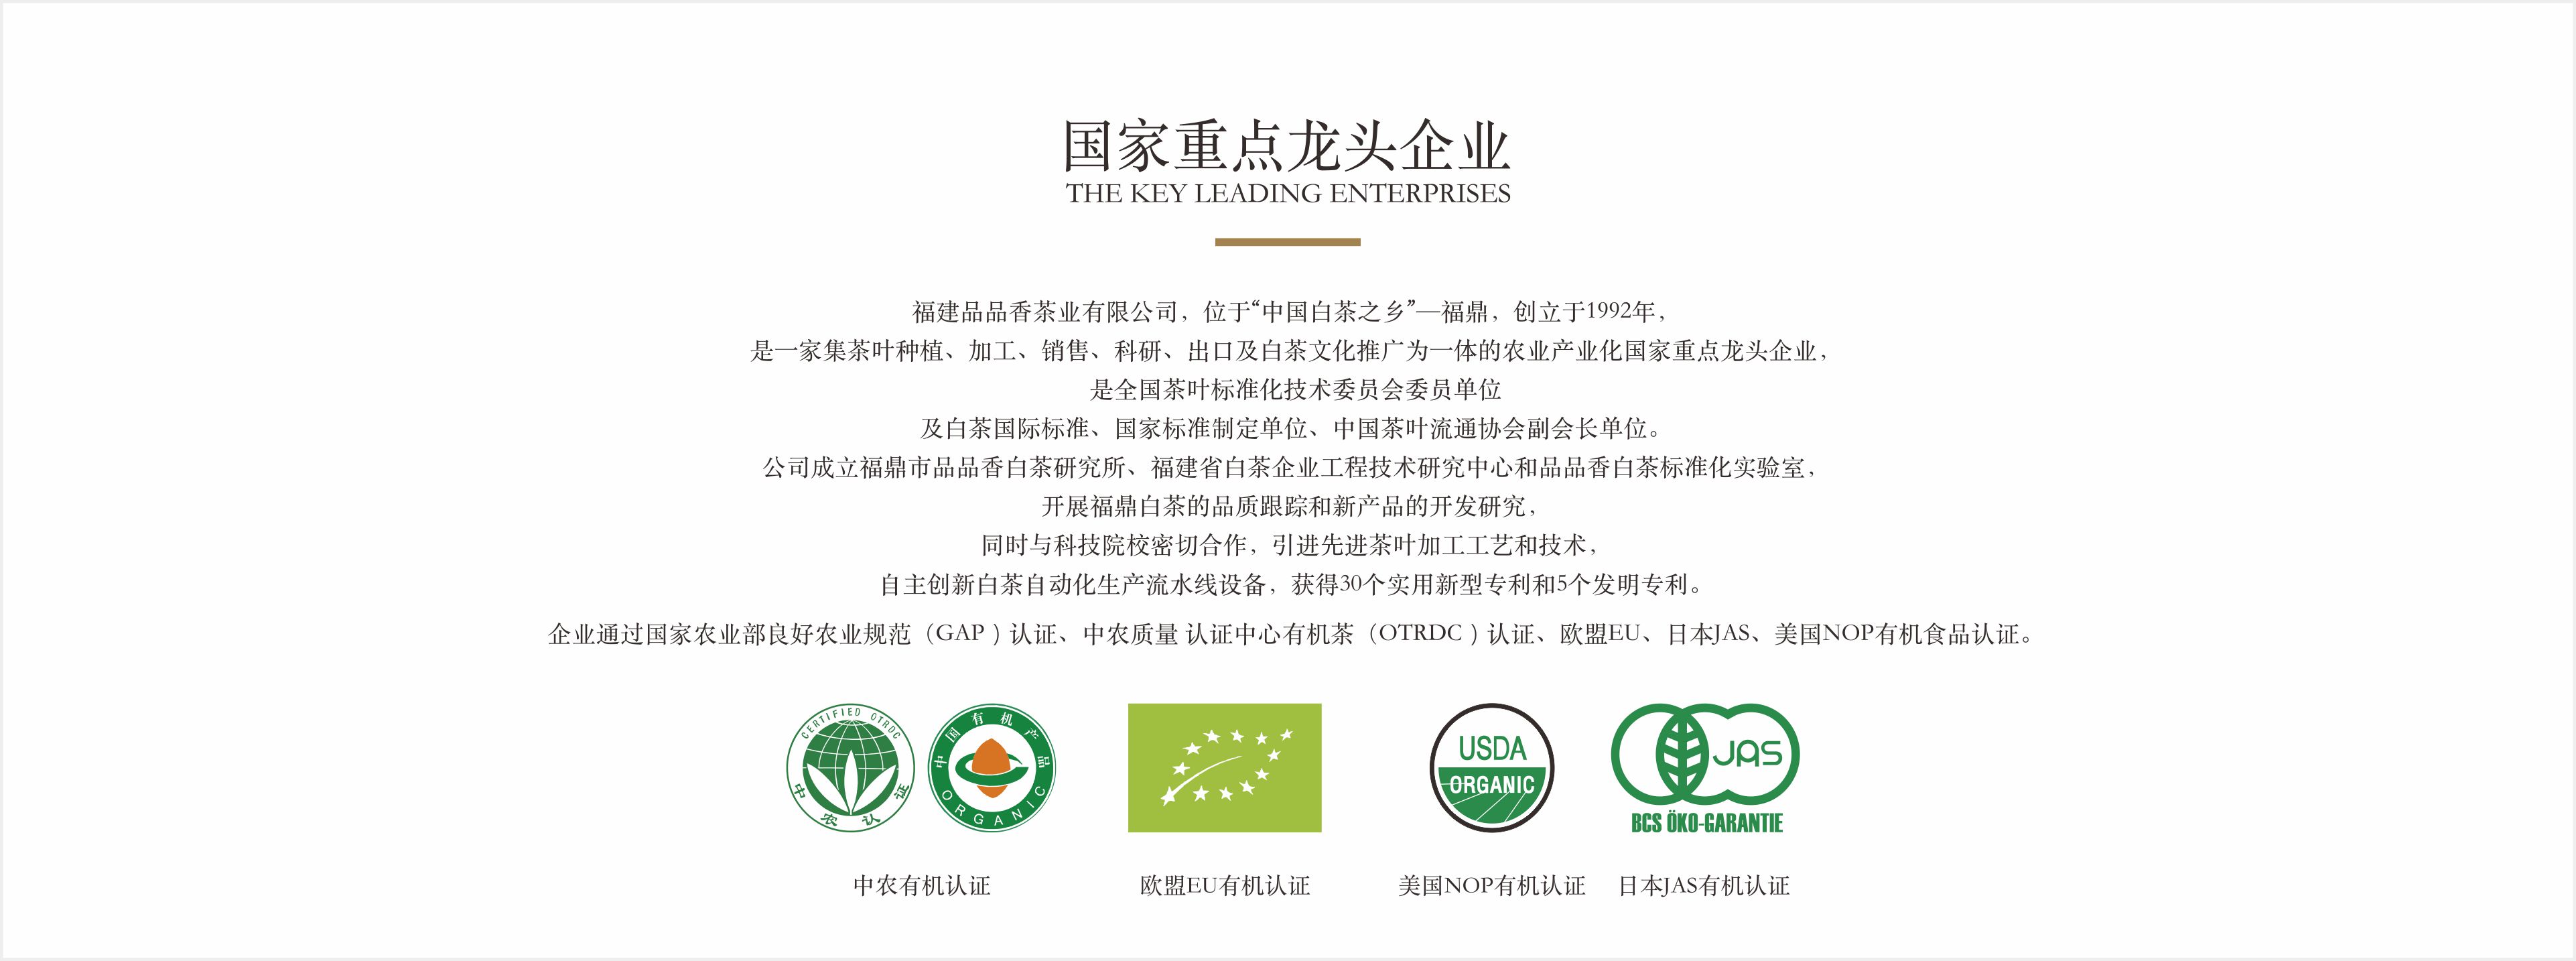 国家重点龙头企业
THE KEY LEADING ENTERPRISES
福建品品香茶业有限公司，位于“中国白茶之乡”—福鼎，创立于1992年，
是一家集茶叶种植、加工、销售、科研、出口及白茶文化推广为一体的农业产业化国家重点龙头企业，
是全国茶叶标准化技术委员会委员单位
及白茶国际标准、国家标准制定单位、中国茶叶流通协会副会长单位。
公司成立福鼎市品品香白茶研究所、福建省白茶企业工程技术研究中心和品品香白茶标准化实验室，
开展福鼎白茶的品质跟踪和新产品的开发研究，
同时与科技院校密切合作，引进先进茶叶加工工艺和技术，
自主创新白茶自动化生产流水线设备，获得30个实用新型专利和5个发明专利。
企业通过国家农业部良好农业规范（GAP）认证、中农质量 认证中心有机茶（OTRDC）认证、欧盟EU、日本JAS、美国NOP有机食品认证。
CERTIFIED OTRDC
中农认证
中国有机产品
ORGANIC
USDA
ORGANIC
JAS
BCS ÖKO-GARANTIE
中农有机认证
欧盟EU有机认证
美国NOP有机认证
日本JAS有机认证